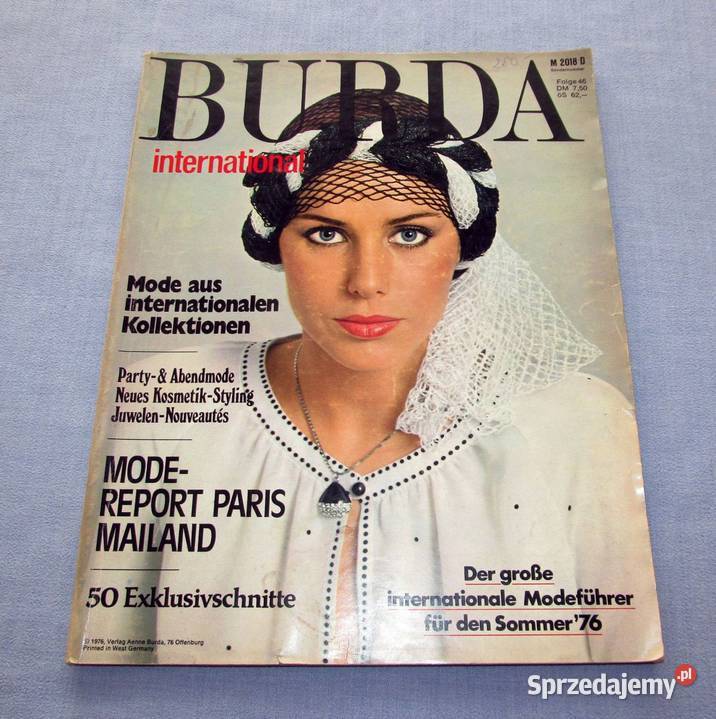 BURDA
international
M 2018 D
Sondernummer
Folge 46
DM 7,50
öS 62,—
Mode aus
internationalen
Kollektionen
Party- & Abendmode
Neues Kosmetik-Styling
Juwelen-Nouveautés
MODE-
REPORT PARIS
MAILAND
50 Exklusivschnitte
Der große
internationale Modeführer
für den Sommer '76
© 1976, Verlag Aenne Burda, 76 Offenburg
Printed in West Germany
Sprzedajemy.pl